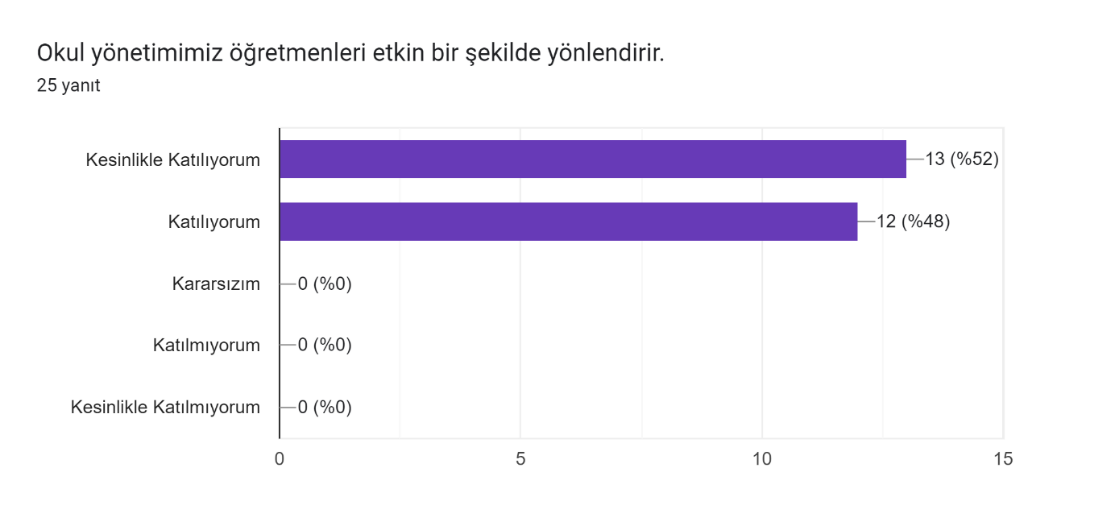 Okul yönetimimiz öğretmenleri etkin bir şekilde yönlendirir.
25 yanıt
Kesinlikle Katılıyorum
13 (%52)
Katılıyorum
12 (%48)
Kararsızım
0 (%0)
Katılmıyorum
0 (%0)
Kesinlikle Katılmıyorum
0 (%0)
0
5
10
15